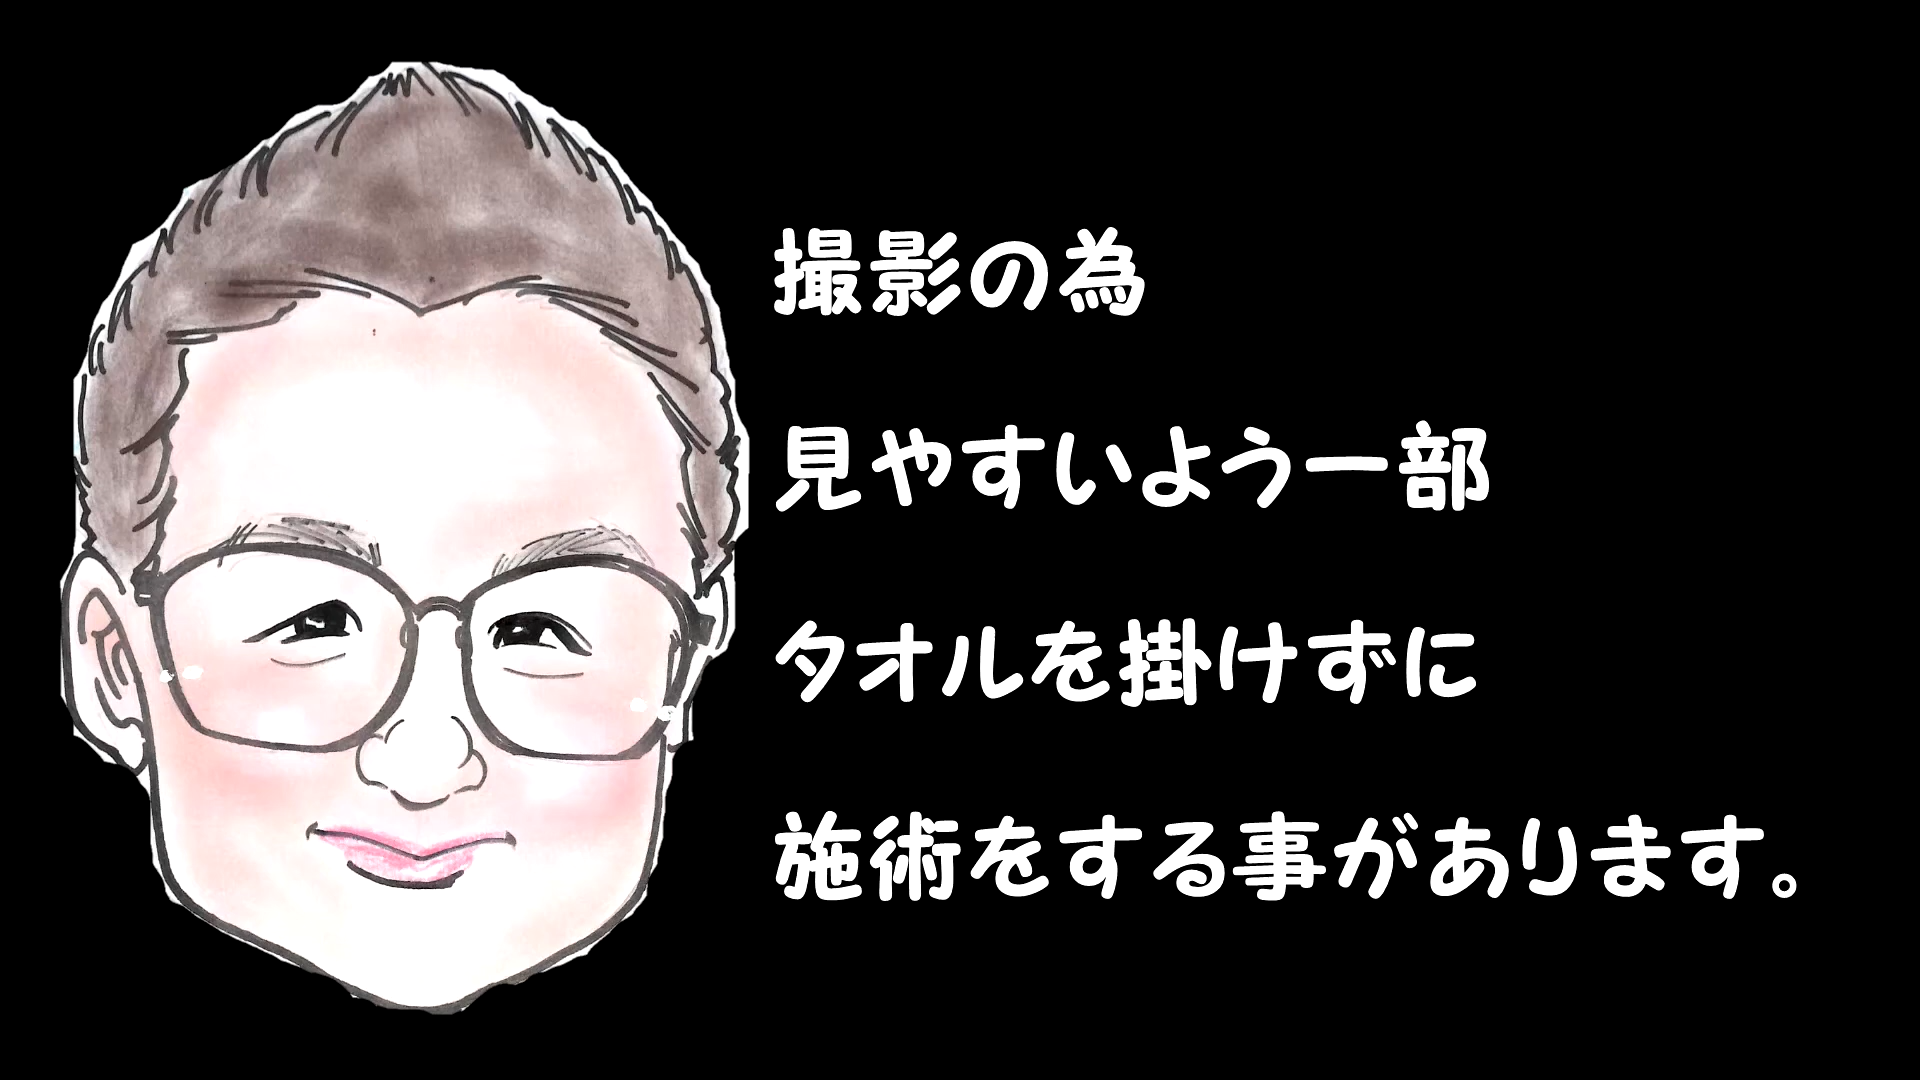 撮影の為
見やすいよう一部
タオルを掛けずに
施術をする事があります。